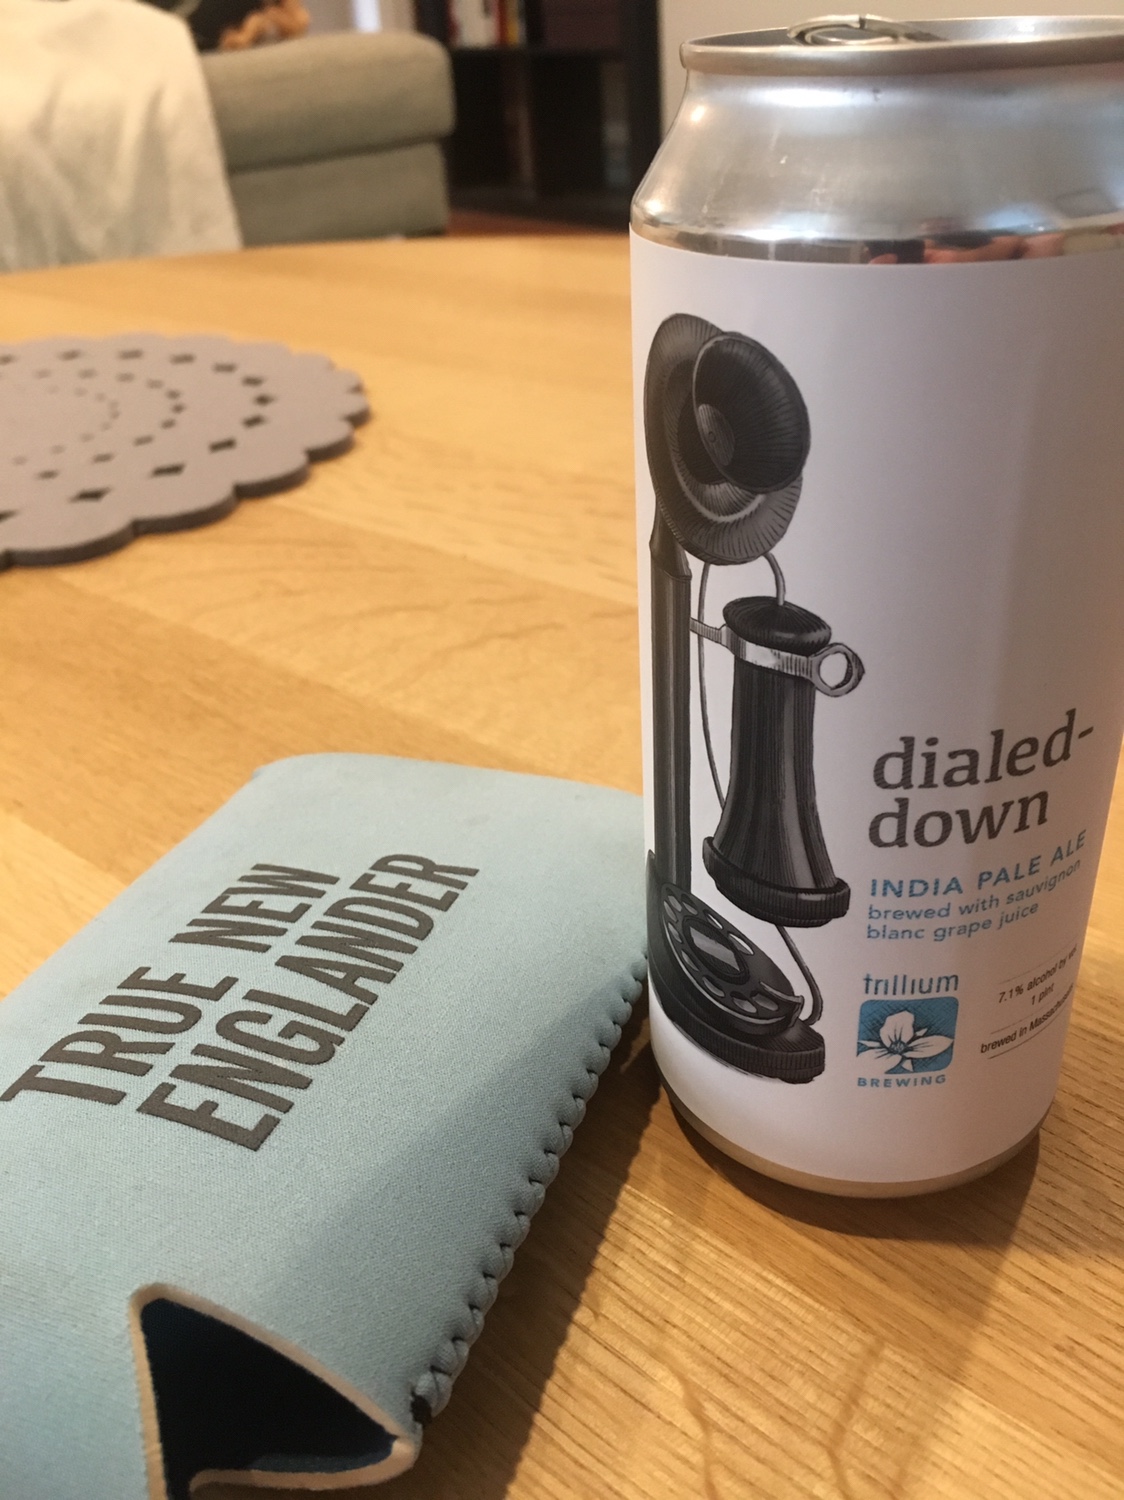 TRUE NEW
ENGLANDER
dialed-
down
INDIA PALE ALE
brewed with sauvignon
blanc grape juice
trillium
BREWING
7.1% alcohol by
1 pint
brewed in